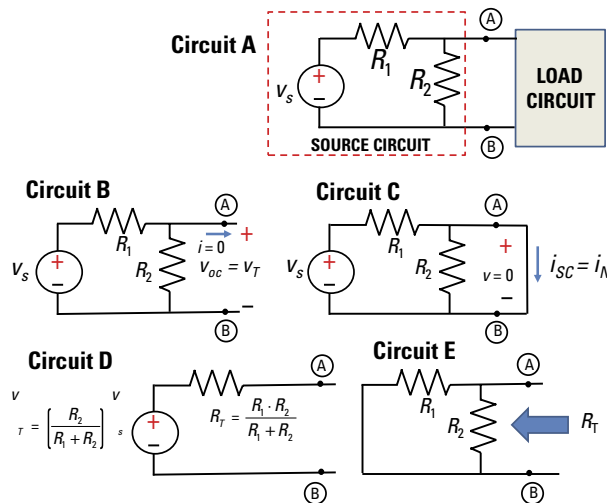 Circuit A
A
R1
R2
vs
+
–
SOURCE CIRCUIT
LOAD
CIRCUIT
B
Circuit B
A
R1
R2
i = 0
+
voc = vT
Vs
+
–
–
B
Circuit C
A
R1
R2
+
v = 0
–
iSC = iN
vs
+
–
B
Circuit D
A
v
T = [R2 / (R1 + R2)] v s
+
–
RT = R1 · R2 / (R1 + R2)
B
Circuit E
A
R1
R2
RT
B